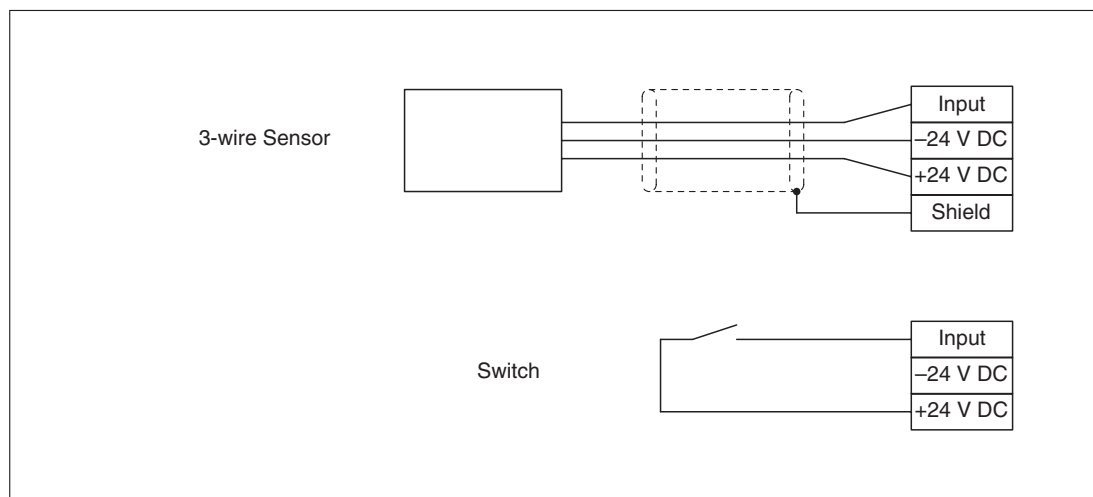 3-wire Sensor
Input
–24 V DC
+24 V DC
Shield
Switch
Input
–24 V DC
+24 V DC